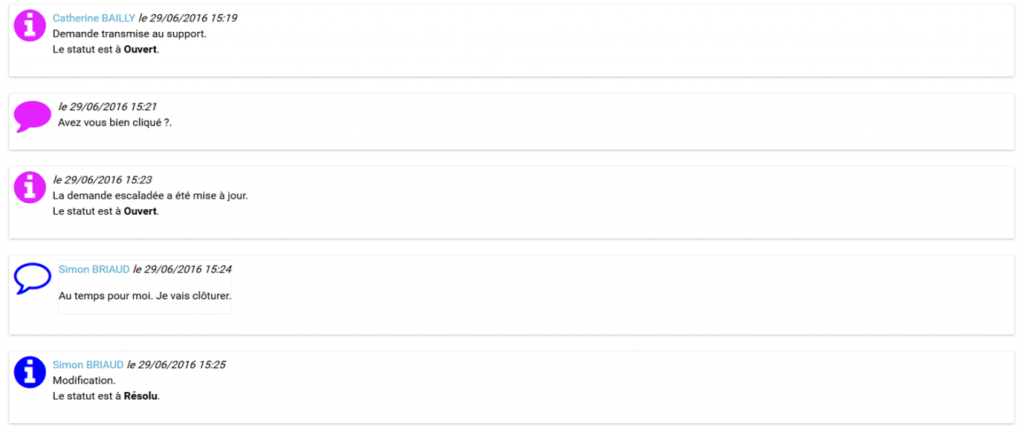 Catherine BAILLY le 29/06/2016 15:19
Demande transmise au support.
Le statut est à Ouvert.
le 29/06/2016 15:21
Avez vous bien cliqué ?.
le 29/06/2016 15:23
La demande escaladée a été mise à jour.
Le statut est à Ouvert.
Simon BRIAUD le 29/06/2016 15:24
Au temps pour moi. Je vais clôturer.
Simon BRIAUD le 29/06/2016 15:25
Modification.
Le statut est à Résolu.